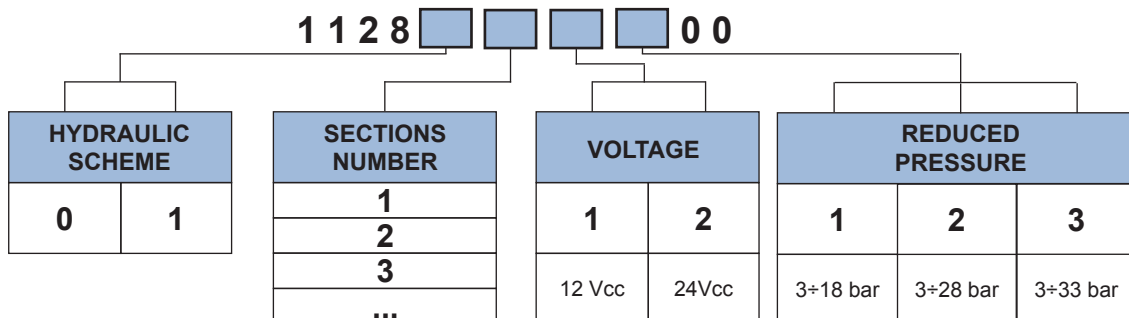 1128 00
HYDRAULIC
SCHEME
0 1
SECTIONS
NUMBER
1
2
3
...
VOLTAGE
1 2
12 Vcc 24Vcc
REDUCED
PRESSURE
1 2 3
3÷18 bar 3÷28 bar 3÷33 bar